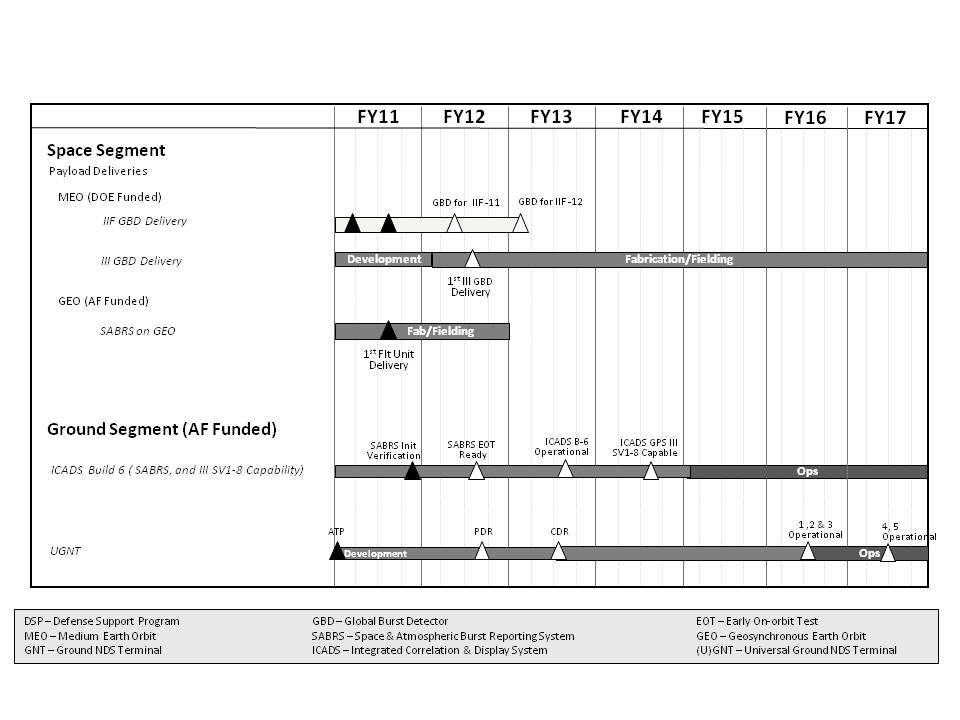 FY11 FY12 FY13 FY14 FY15 FY16 FY17
Space Segment
Payload Deliveries
MEO (DOE Funded)
GBD for IIF-11
GBD for IIF-12
IIF GBD Delivery
III GBD Delivery
Development
Fabrication/Fielding
1st III GBD
Delivery
GEO (AF Funded)
SABRS on GEO
Fab/Fielding
1st Flt Unit
Delivery
Ground Segment (AF Funded)
SABRS Init
Verification
SABRS EOT
Ready
ICADS B-6
Operational
ICADS GPS III
SV1-8 Capable
ICADS Build 6 ( SABRS, and III SV1-8 Capability)
Ops
ATP
PDR
CDR
1 ,2 & 3
Operational
4, 5
Operational
UGNT
Development
Ops
DSP – Defense Support Program
MEO – Medium Earth Orbit
GNT – Ground NDS Terminal
GBD – Global Burst Detector
SABRS – Space & Atmospheric Burst Reporting System
ICADS – Integrated Correlation & Display System
EOT – Early On-orbit Test
GEO – Geosynchronous Earth Orbit
(U)GNT – Universal Ground NDS Terminal